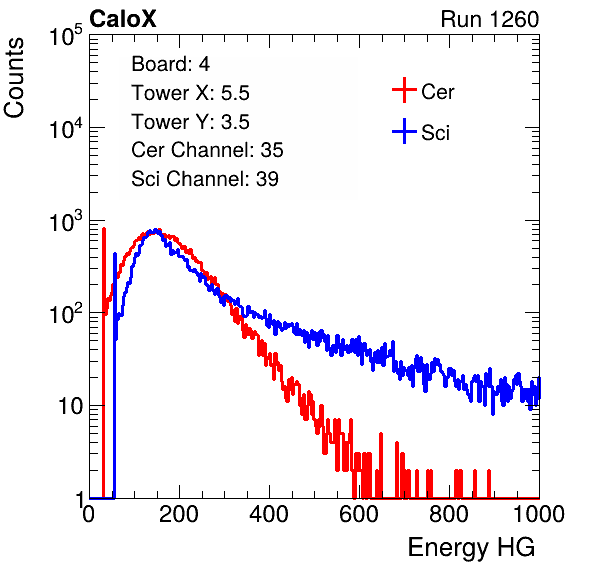 CaloX Run 1260
Counts
10^5
10^4
10^3
10^2
10
1
Board: 4
Tower X: 5.5
Tower Y: 3.5
Cer Channel: 35
Sci Channel: 39
Cer
Sci
0 200 400 600 800 1000
Energy HG